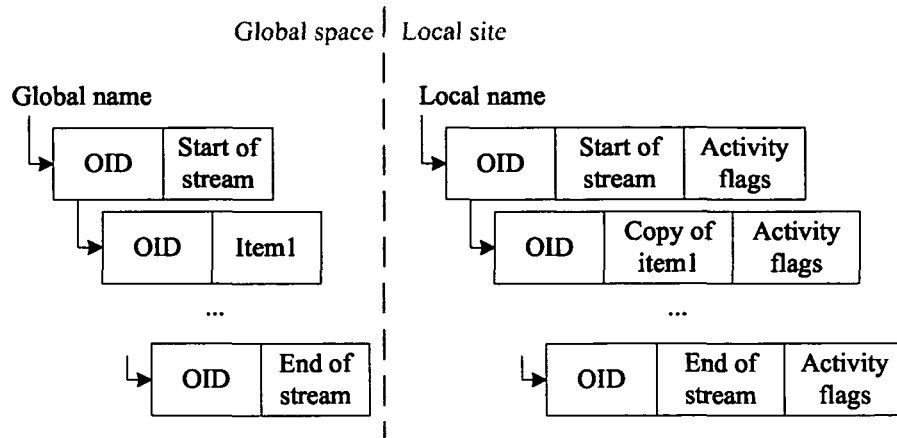 Global space
Local site
Global name
OID
Start of
stream
OID
Item1
...
OID
End of
stream
Local name
OID
Start of
stream
Activity
flags
OID
Copy of
item1
Activity
flags
...
OID
End of
stream
Activity
flags